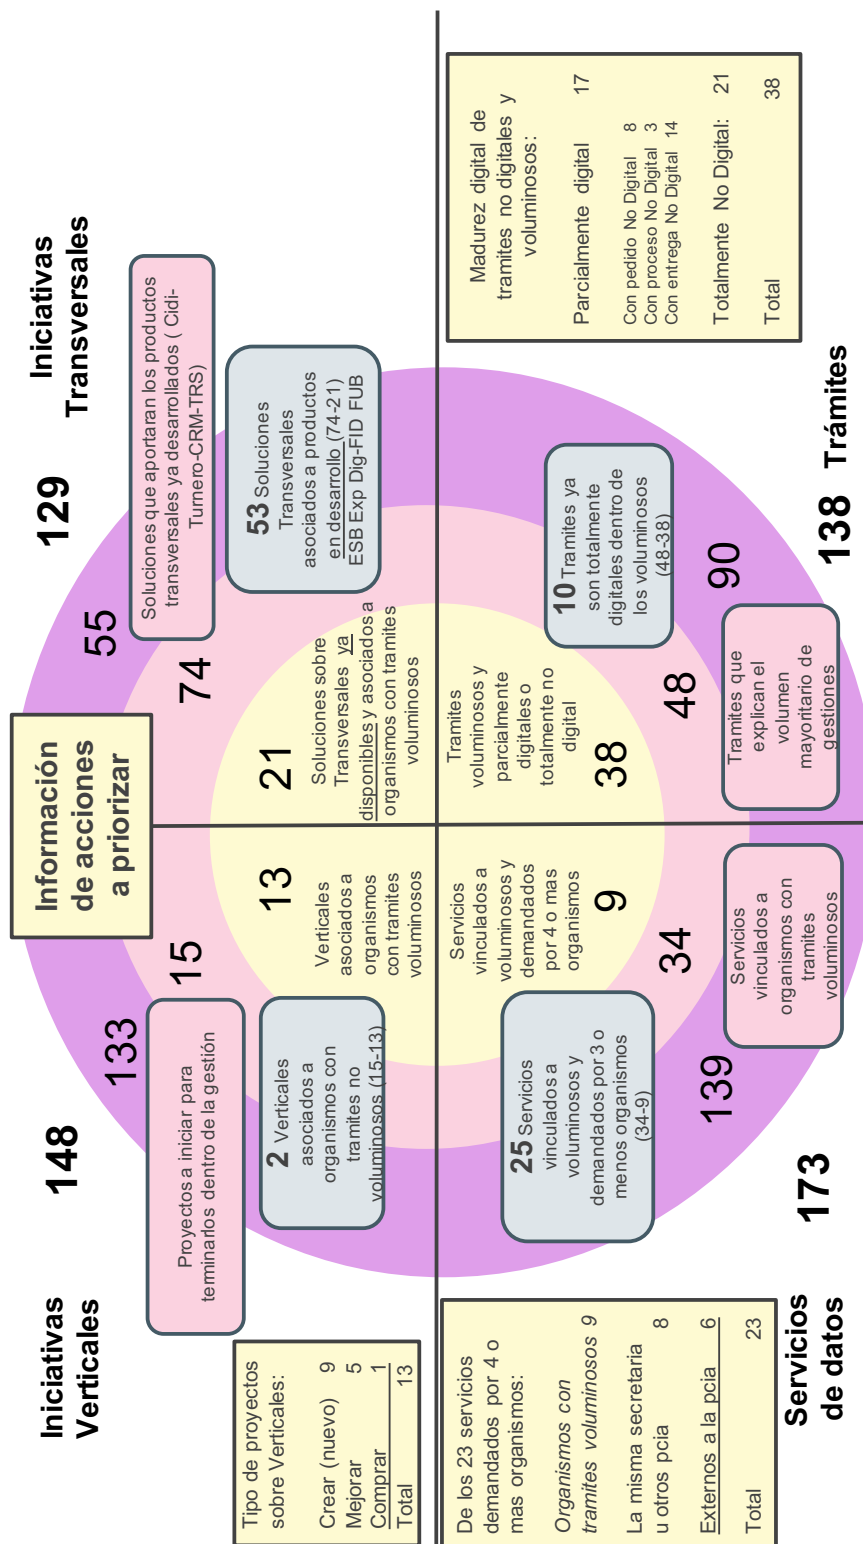 Información
de acciones
a priorizar
Iniciativas
Verticales
148
133
15
13
Proyectos a iniciar para
terminarlos dentro de la gestión
2 Verticales
asociados a
organismos con
tramites no
voluminosos (15-13)
Verticales
asociados a
organismos
con tramites
voluminosos
Tipo de proyectos
sobre Verticales:
Crear (nuevo) 9
Mejorar 5
Comprar 1
Total 13
Iniciativas
Transversales
129
55
74
21
Soluciones que aportaran los productos
transversales ya desarrollados ( Cidi-
Turnero-CRM-TRS)
53 Soluciones
Transversales
asociados a productos
en desarrollo (74-21)
ESB Exp Dig-FID FUB
Soluciones sobre
Transversales ya
disponibles y asociados a
organismos con tramites
voluminosos
De los 23 servicios
demandados por 4 o
mas organismos:
Organismos con
tramites voluminosos 9
La misma secretaria
u otros pcia 8
Externos a la pcia 6
Total 23
Servicios
de datos
173
139
34
9
25 Servicios
vinculados a
voluminosos y
demandados por 3 o
menos organismos
(34-9)
Servicios
vinculados a
voluminosos y
demandados
por 4 o mas
organismos
Servicios
vinculados a
organismos con
tramites
voluminosos
Tramites
voluminosos y
parcialmente
digitales o
totalmente no
digital
38
48
90
138 Trámites
10 Tramites ya
son totalmente
digitales dentro de
los voluminosos
(48-38)
Tramites que
explican el
volumen
mayoritario de
gestiones
Madurez digital de
tramites no digitales y
voluminosos:
Parcialmente digital 17
Con pedido No Digital 8
Con proceso No Digital 3
Con entrega No Digital 14
Totalmente No Digital: 21
Total 38